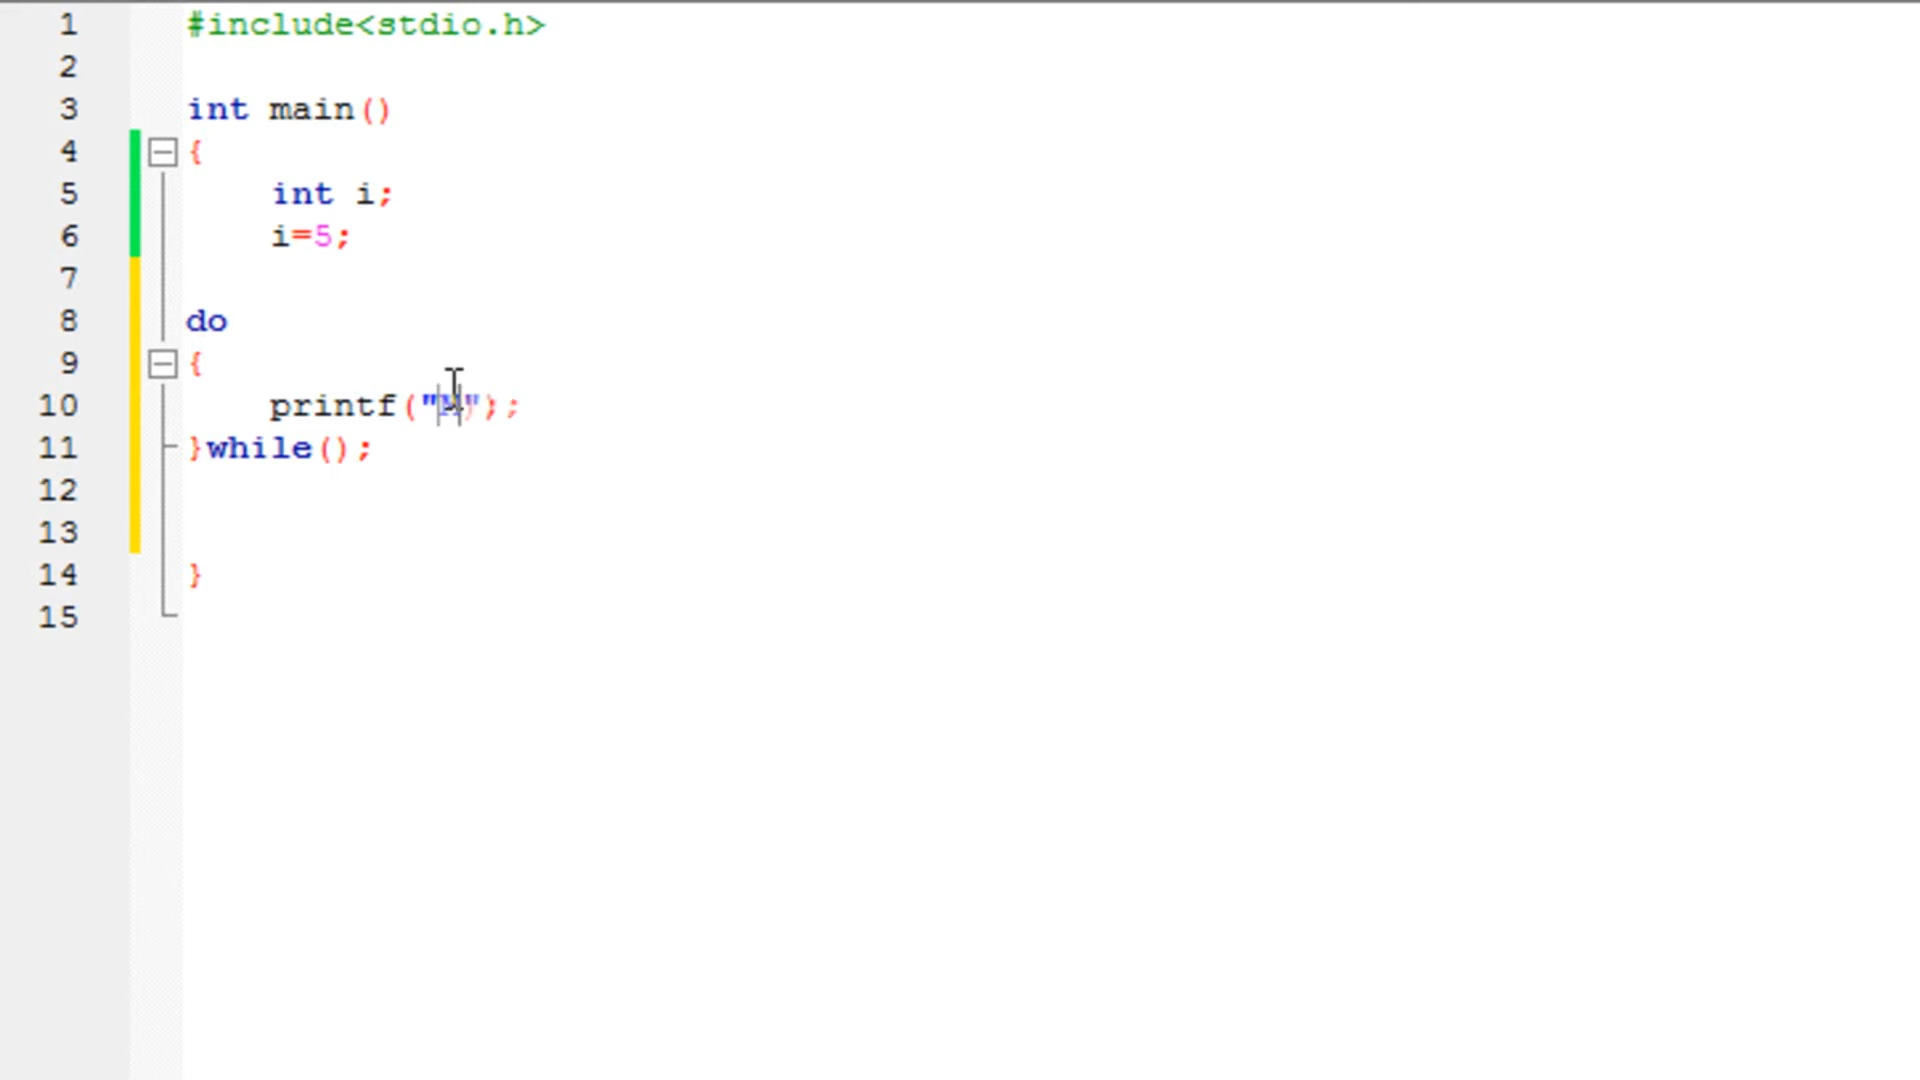 1 #include<stdio.h>
2
3 int main()
4 {
5 int i;
6 i=5;
7
8 do
9 {
10 printf("");
11 }while();
12
13
14 }
15